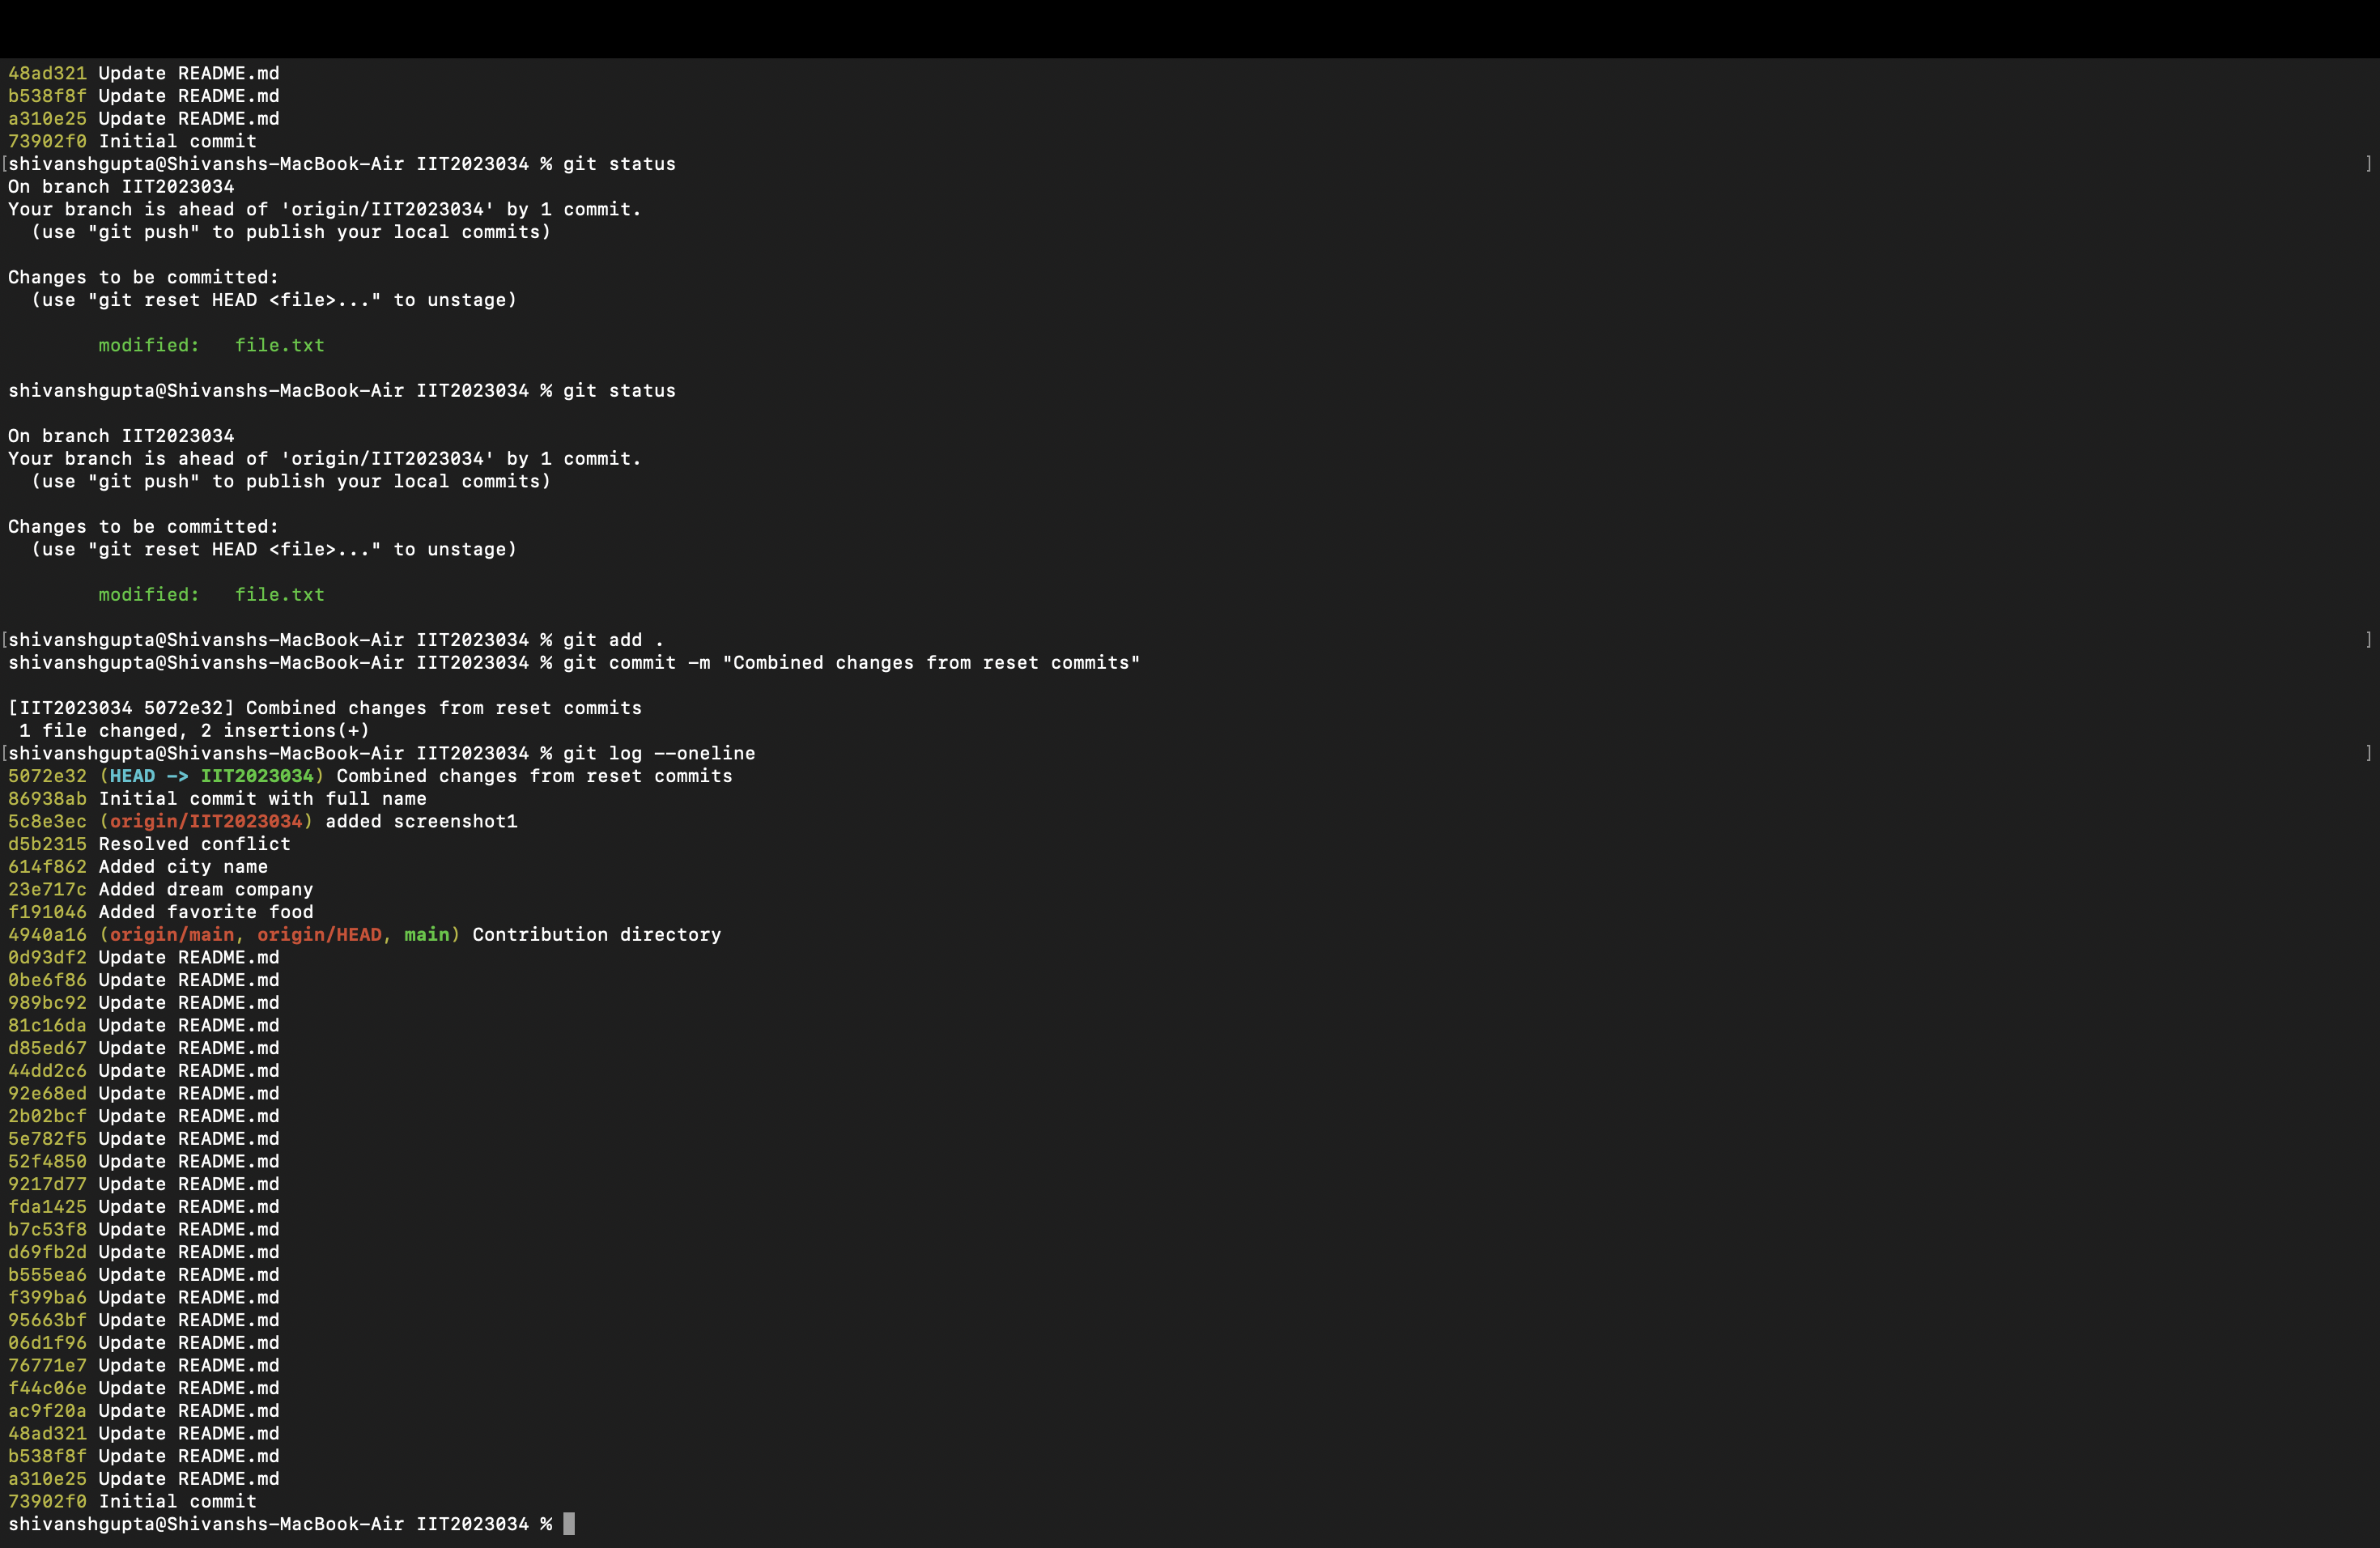 48ad321 Update README.md
b538f8f Update README.md
a310e25 Update README.md
73902f0 Initial commit
[shivanshgupta@Shivanshs-MacBook-Air IIT2023034 % git status ]
On branch IIT2023034
Your branch is ahead of 'origin/IIT2023034' by 1 commit.
  (use "git push" to publish your local commits)
Changes to be committed:
  (use "git reset HEAD <file>..." to unstage)
        modified:   file.txt
shivanshgupta@Shivanshs-MacBook-Air IIT2023034 % git status
On branch IIT2023034
Your branch is ahead of 'origin/IIT2023034' by 1 commit.
  (use "git push" to publish your local commits)
Changes to be committed:
  (use "git reset HEAD <file>..." to unstage)
        modified:   file.txt
[shivanshgupta@Shivanshs-MacBook-Air IIT2023034 % git add . ]
shivanshgupta@Shivanshs-MacBook-Air IIT2023034 % git commit -m "Combined changes from reset commits"
[IIT2023034 5072e32] Combined changes from reset commits
 1 file changed, 2 insertions(+)
[shivanshgupta@Shivanshs-MacBook-Air IIT2023034 % git log --oneline ]
5072e32 (HEAD -> IIT2023034) Combined changes from reset commits
86938ab Initial commit with full name
5c8e3ec (origin/IIT2023034) added screenshot1
d5b2315 Resolved conflict
614f862 Added city name
23e717c Added dream company
f191046 Added favorite food
4940a16 (origin/main, origin/HEAD, main) Contribution directory
0d93df2 Update README.md
0be6f86 Update README.md
989bc92 Update README.md
81c16da Update README.md
d85ed67 Update README.md
44dd2c6 Update README.md
92e68ed Update README.md
2b02bcf Update README.md
5e782f5 Update README.md
52f4850 Update README.md
9217d77 Update README.md
fda1425 Update README.md
b7c53f8 Update README.md
d69fb2d Update README.md
b555ea6 Update README.md
f399ba6 Update README.md
95663bf Update README.md
06d1f96 Update README.md
76771e7 Update README.md
f44c06e Update README.md
ac9f20a Update README.md
48ad321 Update README.md
b538f8f Update README.md
a310e25 Update README.md
73902f0 Initial commit
shivanshgupta@Shivanshs-MacBook-Air IIT2023034 %